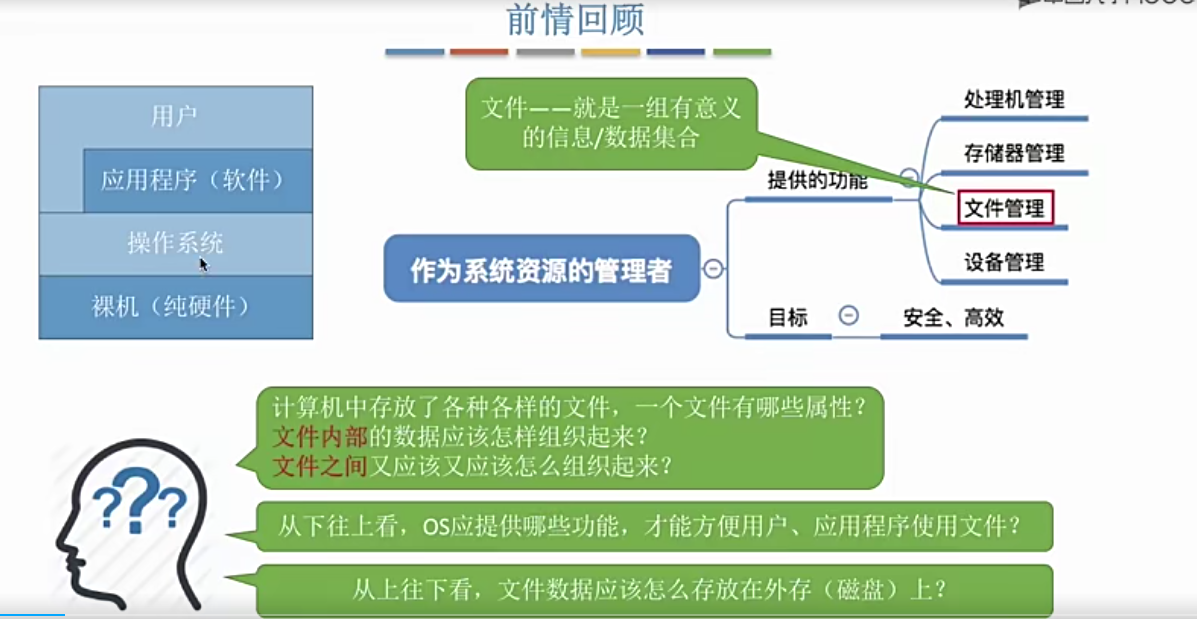 前情回顾
用户
应用程序（软件）
操作系统
裸机（纯硬件）
文件——就是一组有意义
的信息/数据集合
作为系统资源的管理者
提供的功能
处理机管理
存储器管理
文件管理
设备管理
目标
安全、高效
计算机中存放了各种各样的文件，一个文件有哪些属性？
文件内部的数据应该怎样组织起来？
文件之间又应该又应该怎么组织起来？
从下往上看，OS应提供哪些功能，才能方便用户、应用程序使用文件？
从上往下看，文件数据应该怎么存放在外存（磁盘）上？
???